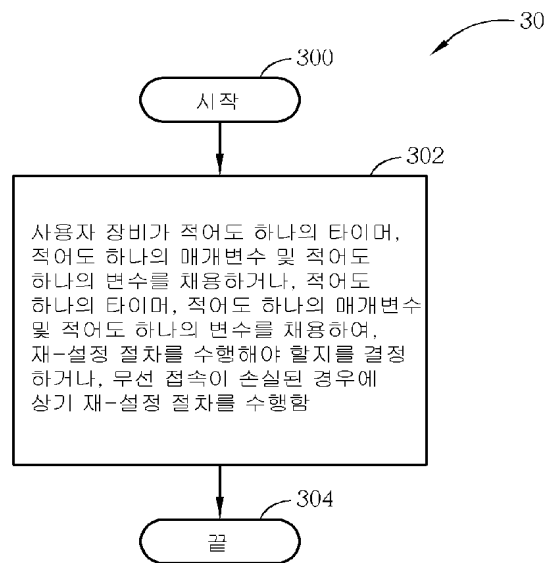 30
300
시작
302
사용자 장비가 적어도 하나의 타이머,
적어도 하나의 매개변수 및 적어도
하나의 변수를 채용하거나, 적어도
하나의 타이머, 적어도 하나의 매개변수
및 적어도 하나의 변수를 채용하여,
재-설정 절차를 수행해야 할지를 결정
하거나, 무선 접속이 손실된 경우에
상기 재-설정 절차를 수행함
304
끝